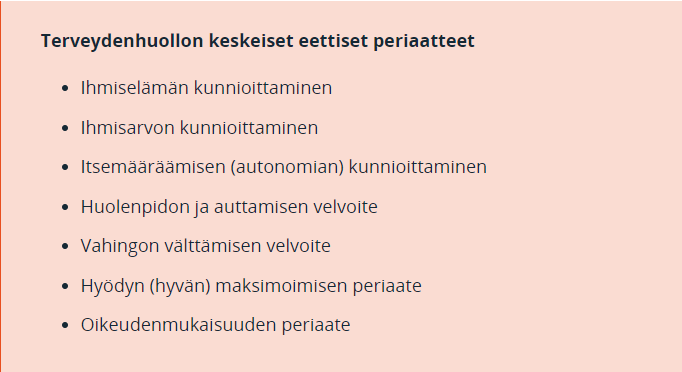 Terveydenhuollon keskeiset eettiset periaatteet
• Ihmiselämän kunnioittaminen
• Ihmisarvon kunnioittaminen
• Itsemääräämisen (autonomian) kunnioittaminen
• Huolenpidon ja auttamisen velvoite
• Vahingon välttämisen velvoite
• Hyödyn (hyvän) maksimoimisen periaate
• Oikeudenmukaisuuden periaate